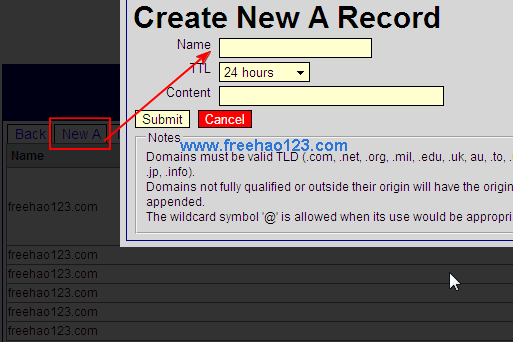 Create New A Record
Name
TTL 24 hours
Content
Submit Cancel
Notes
www.freehao123.com
Domains must be valid TLD (.com, .net, .org, .mil, .edu, .uk, .au, .to,
.jp, .info).
Domains not fully qualified or outside their origin will have the origi
appended.
The wildcard symbol '@' is allowed when its use would be appropri
Back New A
Name
freehao123.com
freehao123.com
freehao123.com
freehao123.com
freehao123.com
freehao123.com